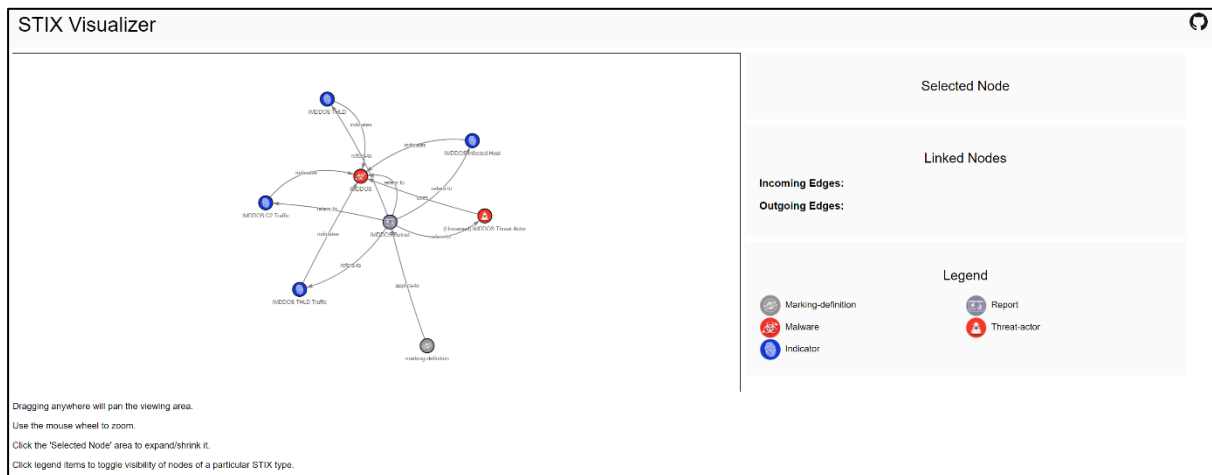 STIX Visualizer
IMDDOS THLD
indicates
indicates
IMDDOS Infected Host
refers-to
IMDDOS
refers-to
indicates
refers-to
uses
IMDDOS C2 Traffic
refers-to
IMDDOS Botnet
(Unnamed) IMDDOS Threat Actor
indicates
refers-to
refers-to
IMDDOS THLD Traffic
applies-to
marking-definition
Selected Node
Linked Nodes
Incoming Edges:
Outgoing Edges:
Legend
Marking-definition
Report
Malware
Threat-actor
Indicator
Dragging anywhere will pan the viewing area.
Use the mouse wheel to zoom.
Click the 'Selected Node' area to expand/shrink it.
Click legend items to toggle visibility of nodes of a particular STIX type.